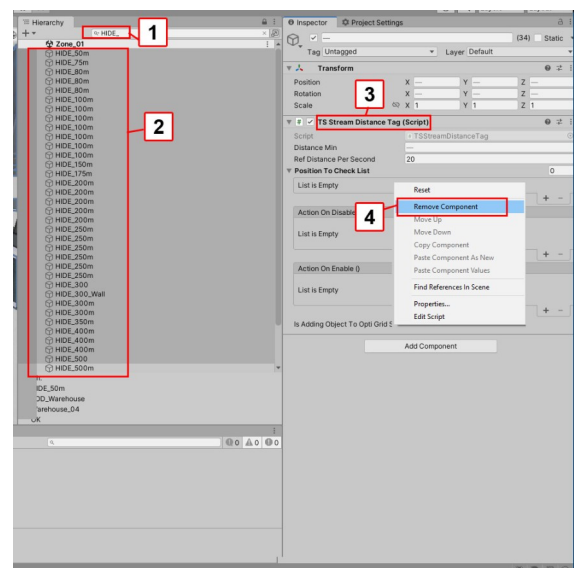 Hierarchy
HIDE_
1
Zone_01
HIDE_50m
HIDE_75m
HIDE_80m
HIDE_80m
HIDE_80m
HIDE_100m
HIDE_100m
HIDE_100m
HIDE_100m
HIDE_100m
HIDE_100m
HIDE_100m
HIDE_150m
HIDE_175m
HIDE_200m
HIDE_200m
HIDE_200m
HIDE_200m
HIDE_200m
HIDE_250m
HIDE_250m
HIDE_250m
HIDE_250m
HIDE_250m
HIDE_250m
HIDE_300
HIDE_300_Wall
HIDE_300m
HIDE_300m
HIDE_350m
HIDE_400m
HIDE_400m
HIDE_400m
HIDE_500
HIDE_500m
2
IDE_50m
OD_Warehouse
arehouse_04
0 0 0
Inspector Project Settings
— (34) Static
Tag Untagged Layer Default
Transform
Position X — Y — Z —
Rotation X — Y — Z —
Scale X 1 Y 1 Z 1
3
TS Stream Distance Tag (Script)
Script TSStreamDistanceTag
Distance Min —
Ref Distance Per Second 20
Position To Check List 0
List is Empty
+ −
Action On Disable
List is Empty
+ −
Action On Enable ()
List is Empty
+ −
Is Adding Object To Opti Grid S
4
Reset
Remove Component
Move Up
Move Down
Copy Component
Paste Component As New
Paste Component Values
Find References In Scene
Properties...
Edit Script
Add Component